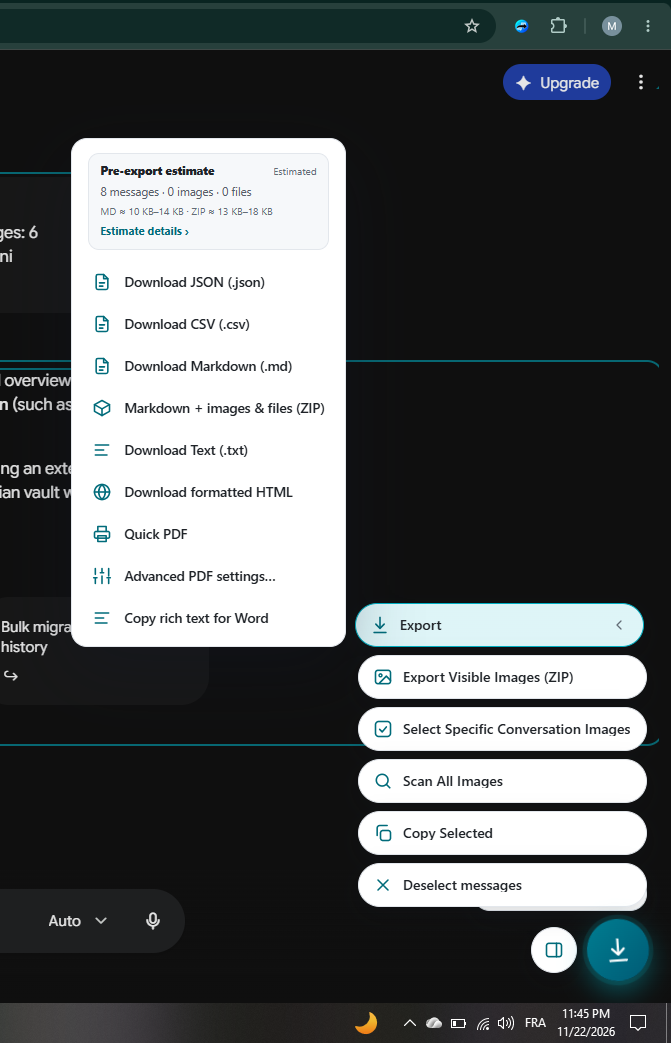 M
Upgrade
Pre-export estimate
Estimated
8 messages · 0 images · 0 files
MD ≈ 10 KB–14 KB · ZIP ≈ 13 KB–18 KB
Estimate details ›
ges: 6
ni
Download JSON (.json)
Download CSV (.csv)
Download Markdown (.md)
Markdown + images & files (ZIP)
Download Text (.txt)
Download formatted HTML
Quick PDF
Advanced PDF settings...
Copy rich text for Word
l overview
n (such as
ng an exte
ian vault w
Bulk migra
history
Export
Export Visible Images (ZIP)
Select Specific Conversation Images
Scan All Images
Copy Selected
Deselect messages
Auto
FRA
11:45 PM
11/22/2026